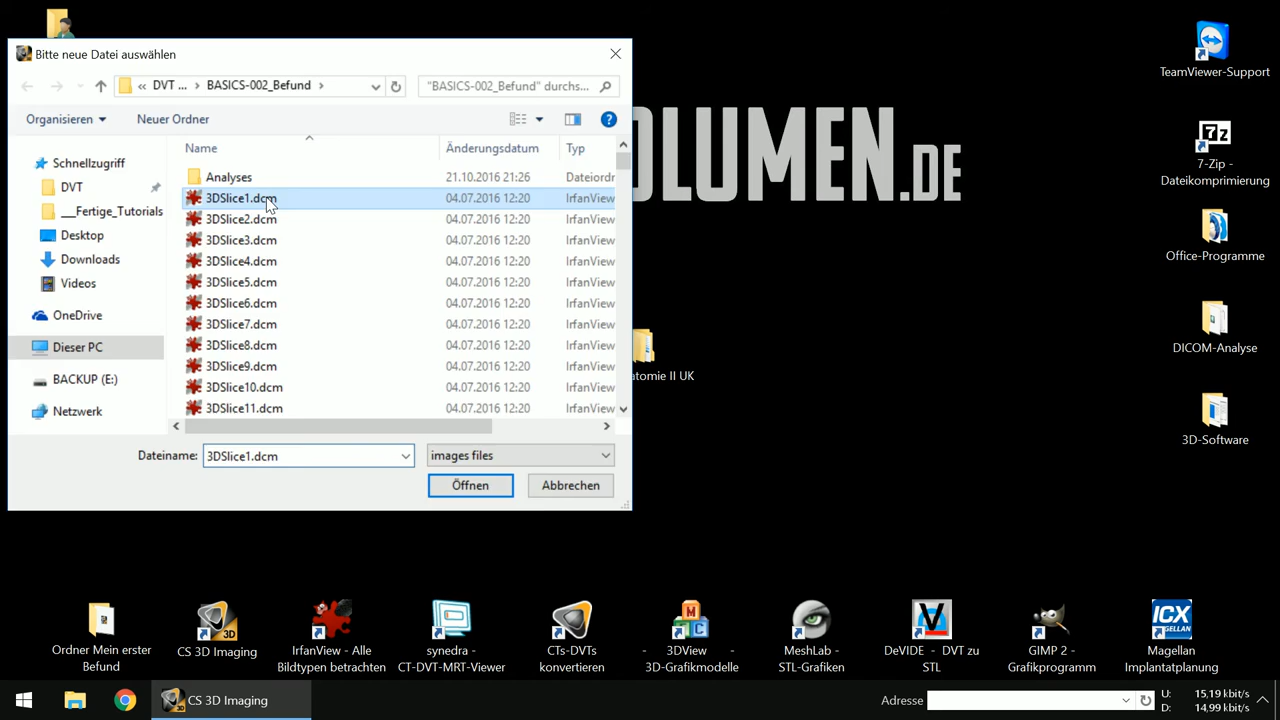 Bitte neue Datei auswählen
« DVT ... › BASICS-002_Befund ›
"BASICS-002_Befund" durchs...
Organisieren
Neuer Ordner
Name
Änderungsdatum
Typ
Schnellzugriff
DVT
___Fertige_Tutorials
Desktop
Downloads
Videos
OneDrive
Dieser PC
BACKUP (E:)
Netzwerk
Analyses 21.10.2016 21:26 Dateiordr
3DSlice1.dcm 04.07.2016 12:20 IrfanView
3DSlice2.dcm 04.07.2016 12:20 IrfanView
3DSlice3.dcm 04.07.2016 12:20 IrfanView
3DSlice4.dcm 04.07.2016 12:20 IrfanView
3DSlice5.dcm 04.07.2016 12:20 IrfanView
3DSlice6.dcm 04.07.2016 12:20 IrfanView
3DSlice7.dcm 04.07.2016 12:20 IrfanView
3DSlice8.dcm 04.07.2016 12:20 IrfanView
3DSlice9.dcm 04.07.2016 12:20 IrfanView
3DSlice10.dcm 04.07.2016 12:20 IrfanView
3DSlice11.dcm 04.07.2016 12:20 IrfanView
Dateiname: 3DSlice1.dcm
images files
Öffnen
Abbrechen
OLUMEN.DE
atomie II UK
TeamViewer-Support
7z
7-Zip -
Dateikomprimierung
Office-Programme
DICOM-Analyse
3D-Software
Ordner Mein erster
Befund
3D
CS 3D Imaging
IrfanView - Alle
Bildtypen betrachten
synedra -
CT-DVT-MRT-Viewer
CTs-DVTs
konvertieren
- 3DView -
3D-Grafikmodelle
MeshLab -
STL-Grafiken
V
DeVIDE - DVT zu
STL
GIMP 2 -
Grafikprogramm
ICX
MAGELLAN
Magellan
Implantatplanung
CS 3D Imaging
Adresse
U: 15,19 kbit/s
D: 14,99 kbit/s